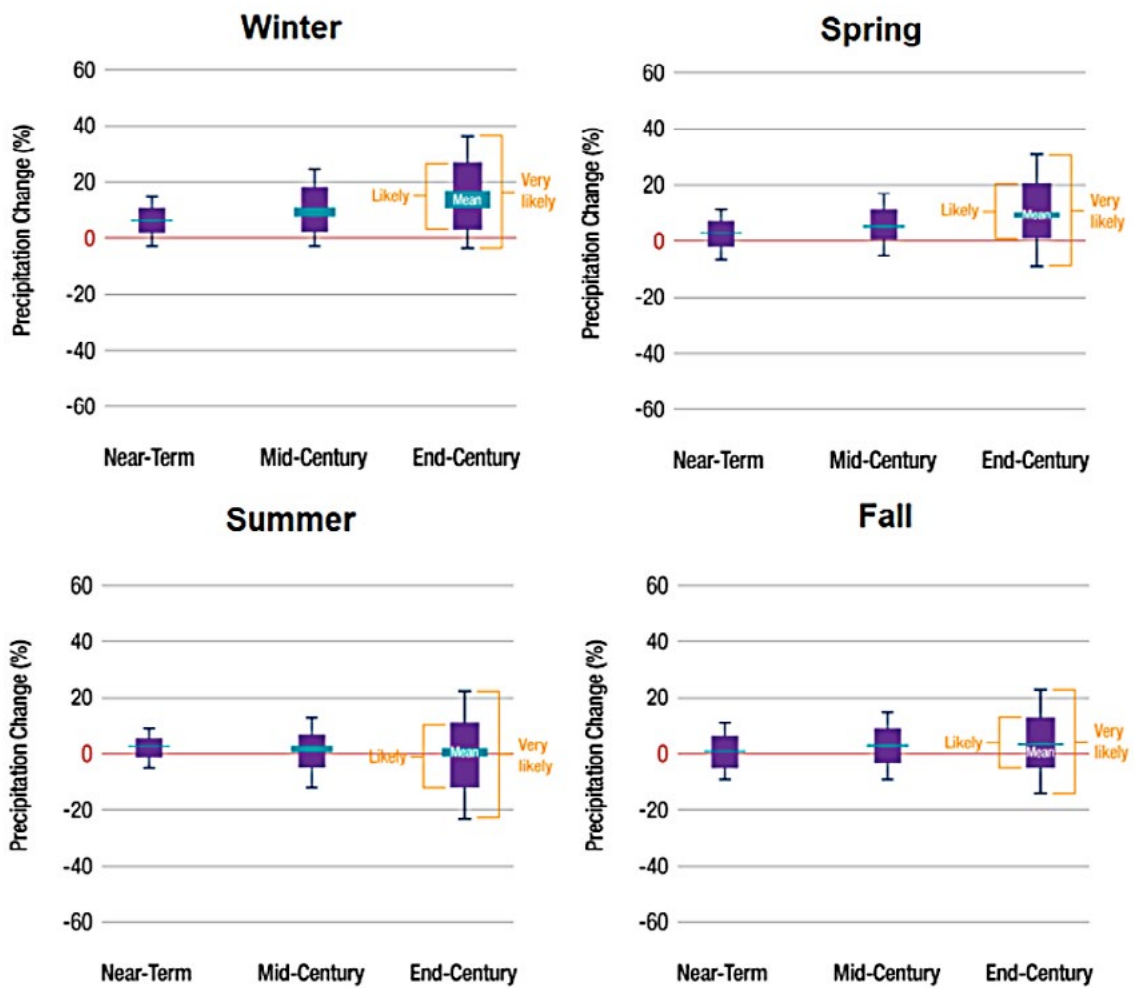 Winter
Precipitation Change (%)
60
40
20
0
-20
-40
-60
Likely
Mean
Very
likely
Near-Term
Mid-Century
End-Century
Spring
Precipitation Change (%)
60
40
20
0
-20
-40
-60
Likely
Mean
Very
likely
Near-Term
Mid-Century
End-Century
Summer
Precipitation Change (%)
60
40
20
0
-20
-40
-60
Likely
Mean
Very
likely
Near-Term
Mid-Century
End-Century
Fall
Precipitation Change (%)
60
40
20
0
-20
-40
-60
Likely
Mean
Very
likely
Near-Term
Mid-Century
End-Century